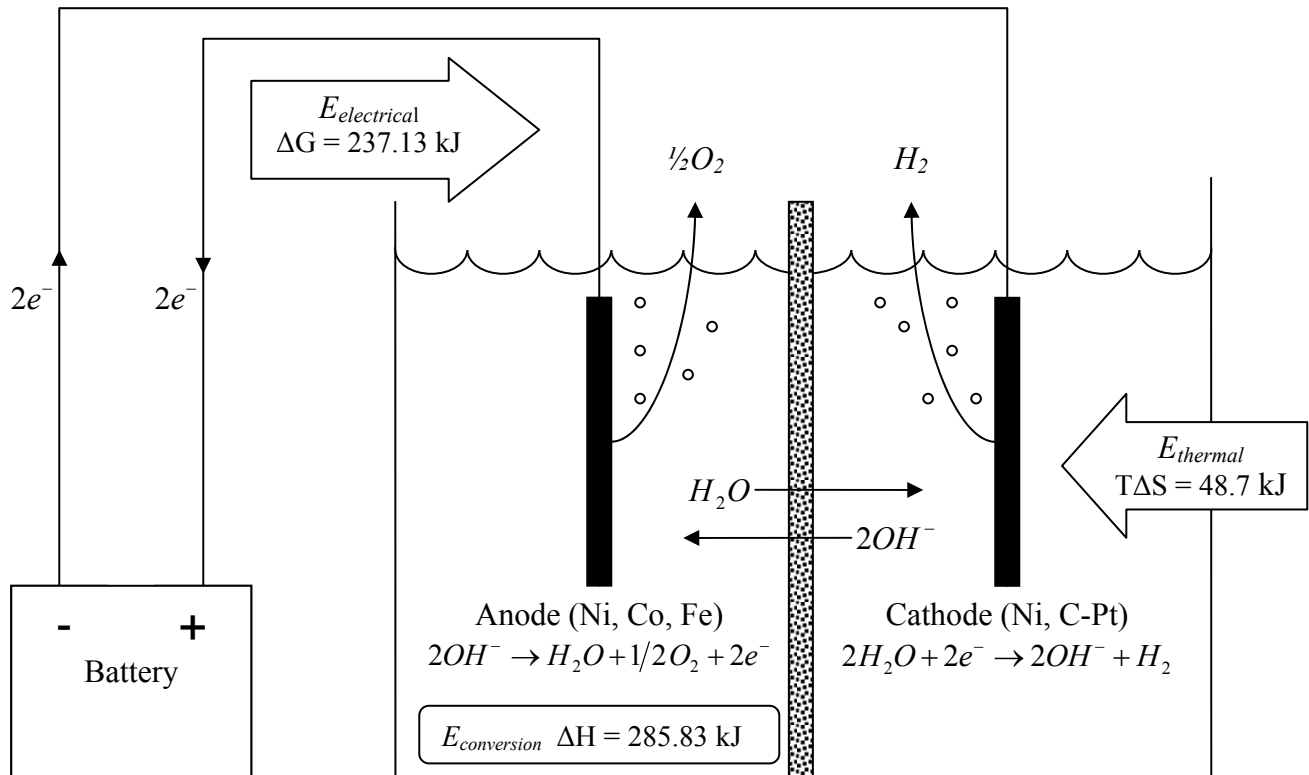 E_electrical
ΔG = 237.13 kJ
½O₂
H₂
2e⁻
2e⁻
E_thermal
TΔS = 48.7 kJ
H₂O
2OH⁻
- +
Battery
Anode (Ni, Co, Fe)
2OH⁻ → H₂O + 1/2O₂ + 2e⁻
Cathode (Ni, C-Pt)
2H₂O + 2e⁻ → 2OH⁻ + H₂
E_conversion ΔH = 285.83 kJ